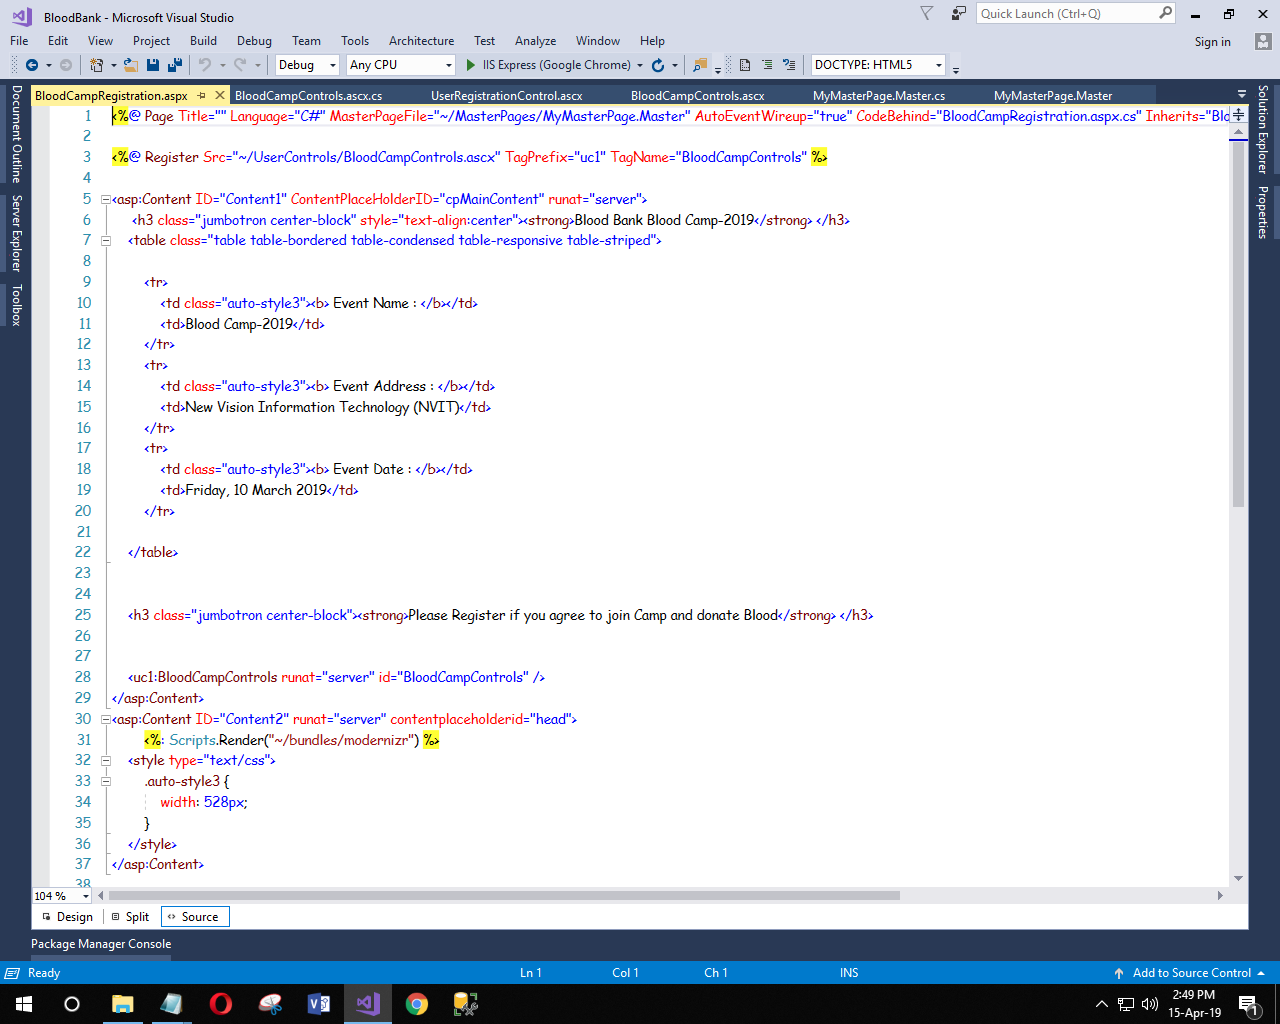 BloodBank - Microsoft Visual Studio
Quick Launch (Ctrl+Q)
File Edit View Project Build Debug Team Tools Architecture Test Analyze Window Help
Sign in
Debug Any CPU IIS Express (Google Chrome) DOCTYPE: HTML5
BloodCampRegistration.aspx BloodCampControls.ascx.cs UserRegistrationControl.ascx BloodCampControls.ascx MyMasterPage.Master.cs MyMasterPage.Master
Document Outline
Server Explorer
Toolbox
Solution Explorer
Properties
1 <%@ Page Title="" Language="C#" MasterPageFile="~/MasterPages/MyMasterPage.Master" AutoEventWireup="true" CodeBehind="BloodCampRegistration.aspx.cs" Inherits="Blo
2
3 <%@ Register Src="~/UserControls/BloodCampControls.ascx" TagPrefix="uc1" TagName="BloodCampControls" %>
4
5 <asp:Content ID="Content1" ContentPlaceHolderID="cpMainContent" runat="server">
6 <h3 class="jumbotron center-block" style="text-align:center"><strong>Blood Bank Blood Camp-2019</strong> </h3>
7 <table class="table table-bordered table-condensed table-responsive table-striped">
8
9 <tr>
10 <td class="auto-style3"><b> Event Name : </b></td>
11 <td>Blood Camp-2019</td>
12 </tr>
13 <tr>
14 <td class="auto-style3"><b> Event Address : </b></td>
15 <td>New Vision Information Technology (NVIT)</td>
16 </tr>
17 <tr>
18 <td class="auto-style3"><b> Event Date : </b></td>
19 <td>Friday, 10 March 2019</td>
20 </tr>
21
22 </table>
23
24
25 <h3 class="jumbotron center-block"><strong>Please Register if you agree to join Camp and donate Blood</strong> </h3>
26
27
28 <uc1:BloodCampControls runat="server" id="BloodCampControls" />
29 </asp:Content>
30 <asp:Content ID="Content2" runat="server" contentplaceholderid="head">
31 <%: Scripts.Render("~/bundles/modernizr") %>
32 <style type="text/css">
33 .auto-style3 {
34 width: 528px;
35 }
36 </style>
37 </asp:Content>
38
104 %
Design Split Source
Package Manager Console
Ready Ln 1 Col 1 Ch 1 INS Add to Source Control
2:49 PM
15-Apr-19
1